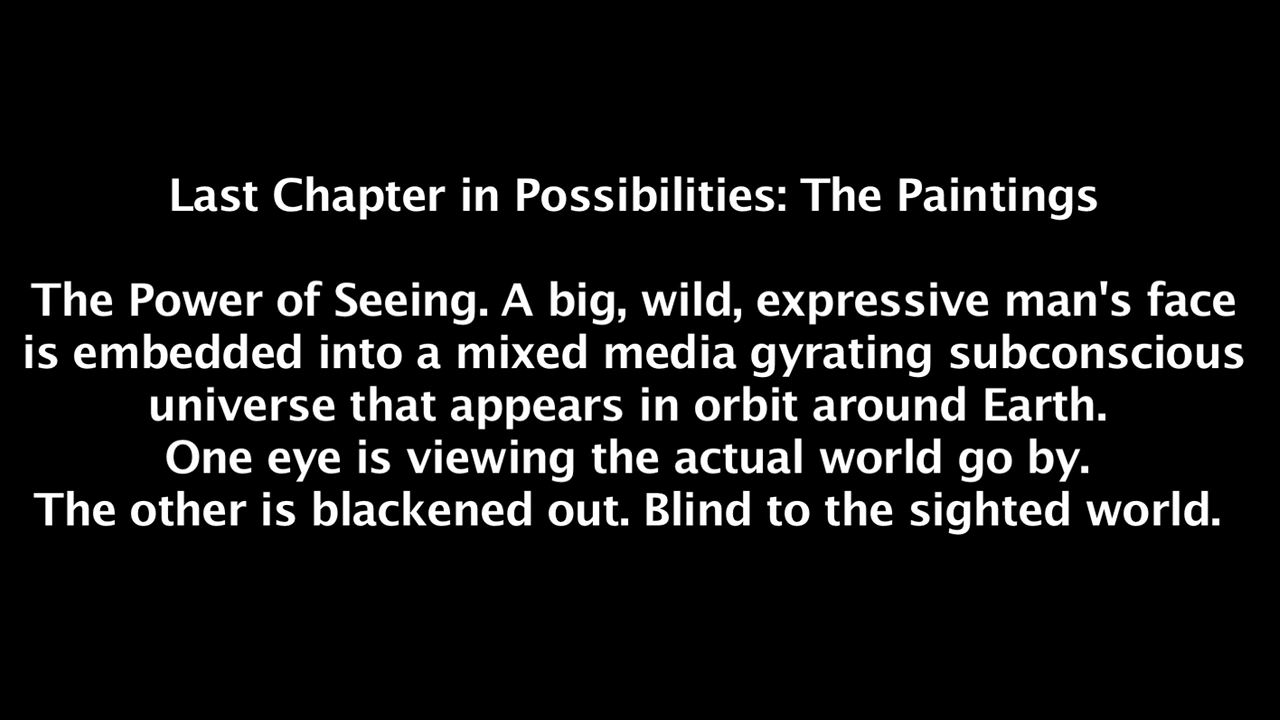 Last Chapter in Possibilities: The Paintings
The Power of Seeing. A big, wild, expressive man's face
is embedded into a mixed media gyrating subconscious
universe that appears in orbit around Earth.
One eye is viewing the actual world go by.
The other is blackened out. Blind to the sighted world.